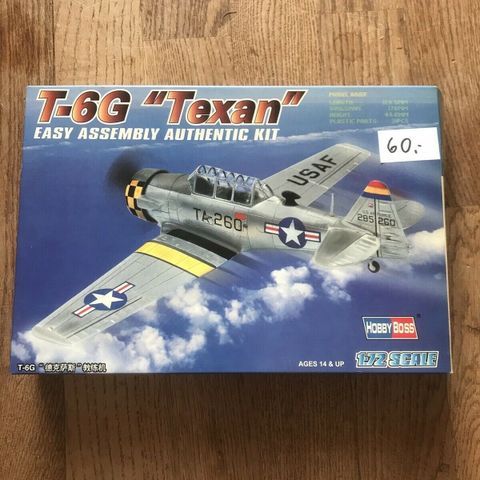 T-6G "Texan"
EASY ASSEMBLY AUTHENTIC KIT
60,-
USAF
TA-260
285260
HOBBY BOSS
1:72 SCALE
AGES 14 & UP
T-6G "德克萨斯"教练机